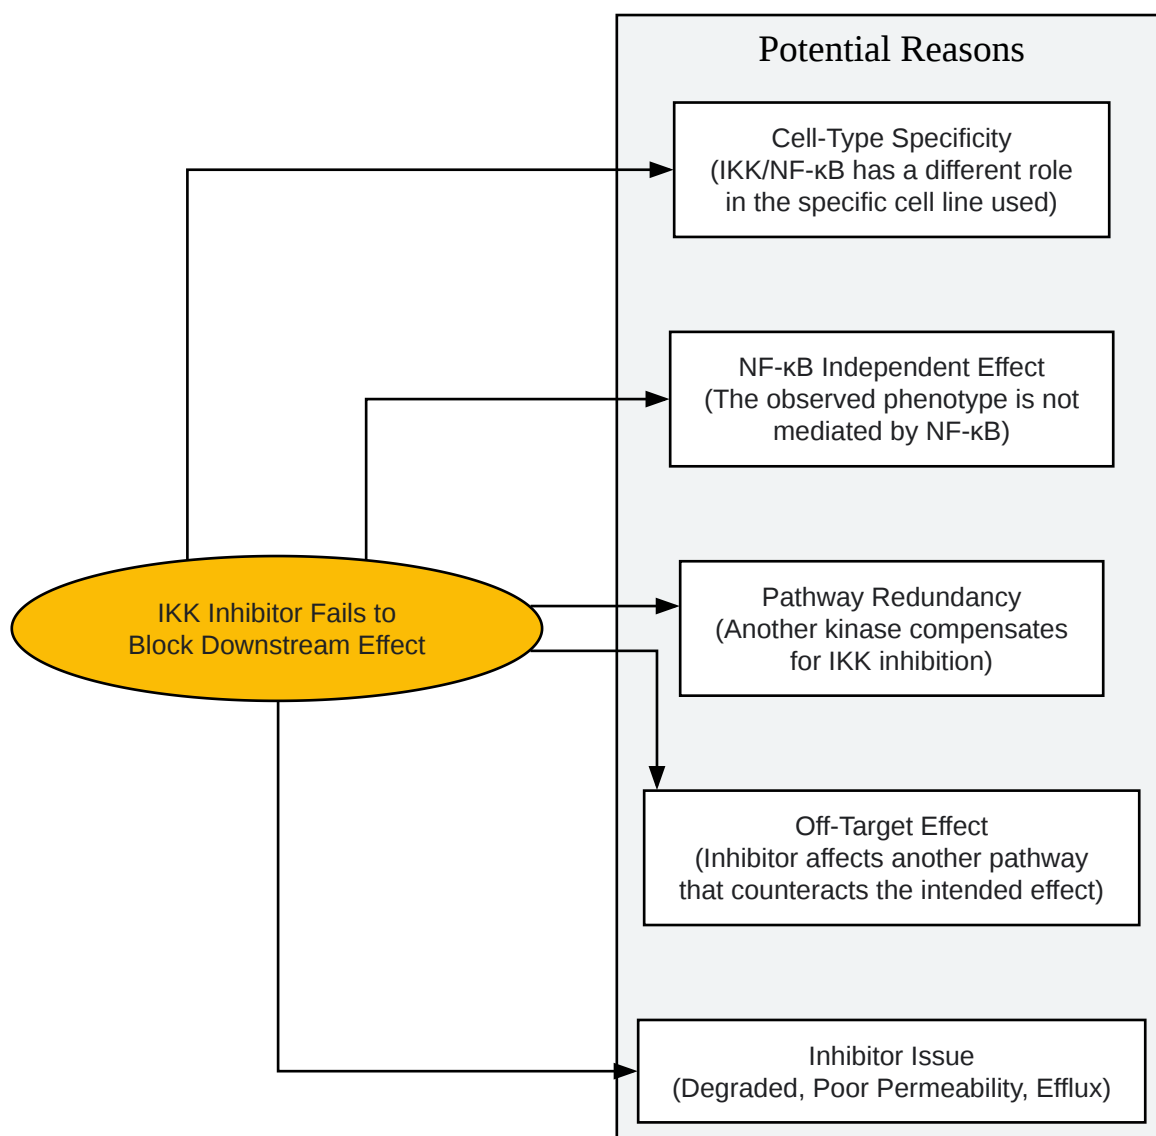 Potential Reasons
Cell-Type Specificity
(IKK/NF-κB has a different role
in the specific cell line used)
NF-κB Independent Effect
(The observed phenotype is not
mediated by NF-κB)
IKK Inhibitor Fails to
Block Downstream Effect
Pathway Redundancy
(Another kinase compensates
for IKK inhibition)
Off-Target Effect
(Inhibitor affects another pathway
that counteracts the intended effect)
Inhibitor Issue
(Degraded, Poor Permeability, Efflux)